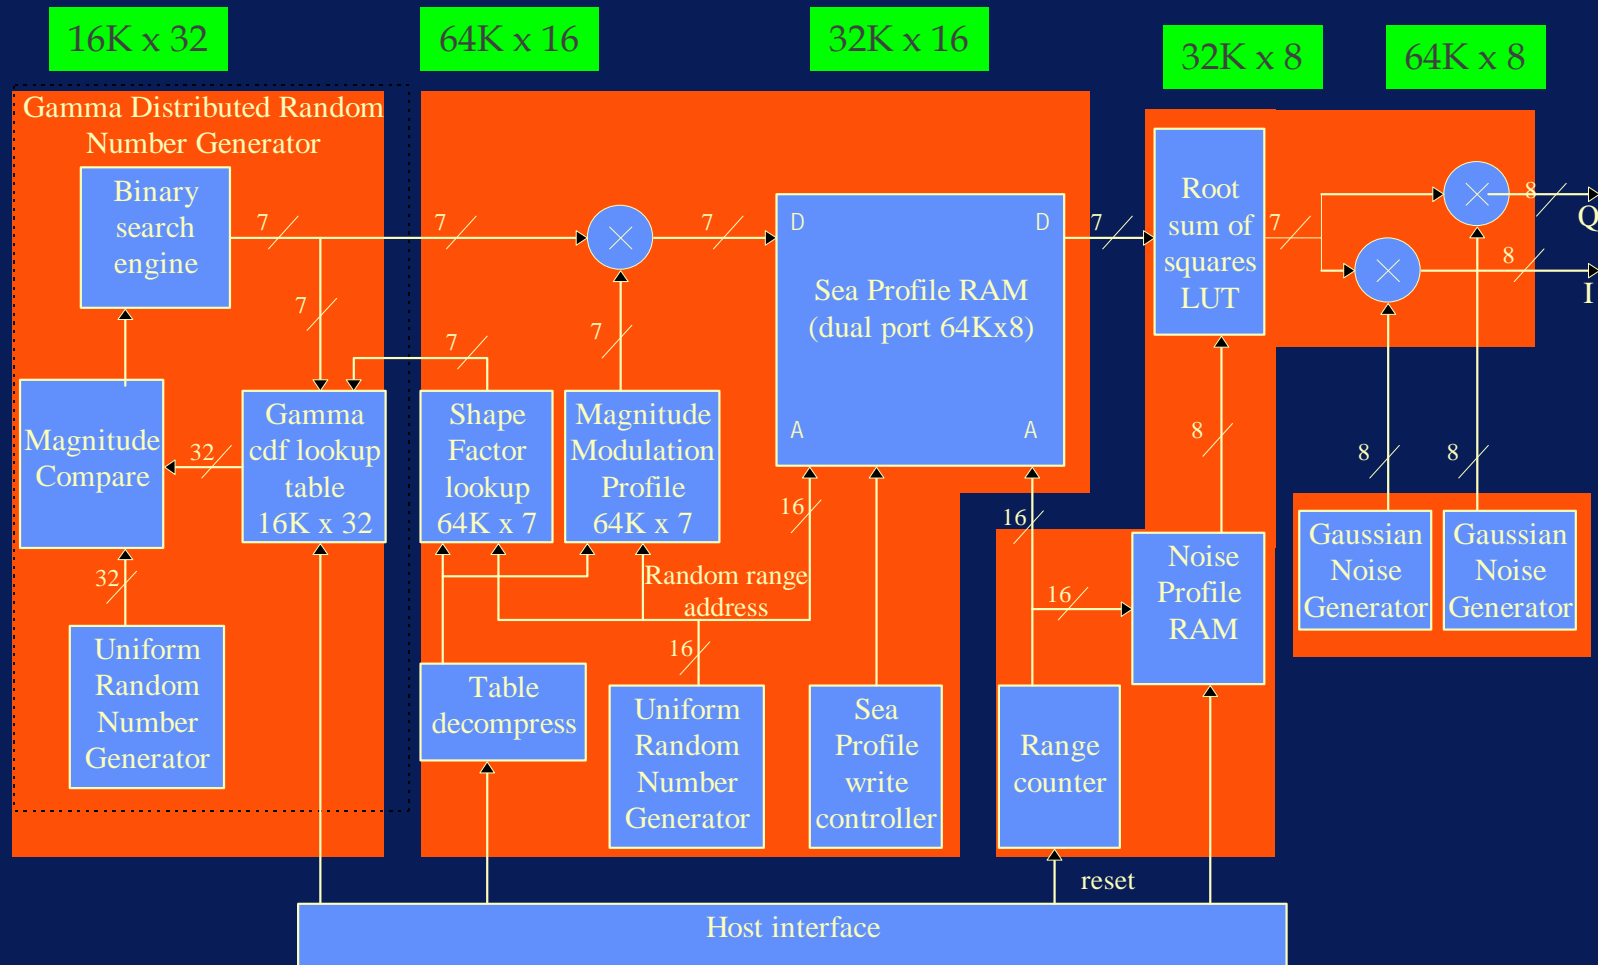 16K x 32
64K x 16
32K x 16
32K x 8
64K x 8
Gamma Distributed Random
Number Generator
Binary
search
engine
7
7
7
7
7
7
7
7
8
8
Q
I
D
D
Sea Profile RAM
(dual port 64Kx8)
A
A
Root
sum of
squares
LUT
Magnitude
Compare
32
Gamma
cdf lookup
table
16K x 32
Shape
Factor
lookup
64K x 7
Magnitude
Modulation
Profile
64K x 7
8
8
8
16
16
32
Random range
address
16
16
Noise
Profile
RAM
Gaussian
Noise
Generator
Gaussian
Noise
Generator
Uniform
Random
Number
Generator
Table
decompress
Uniform
Random
Number
Generator
Sea
Profile
write
controller
Range
counter
reset
Host interface